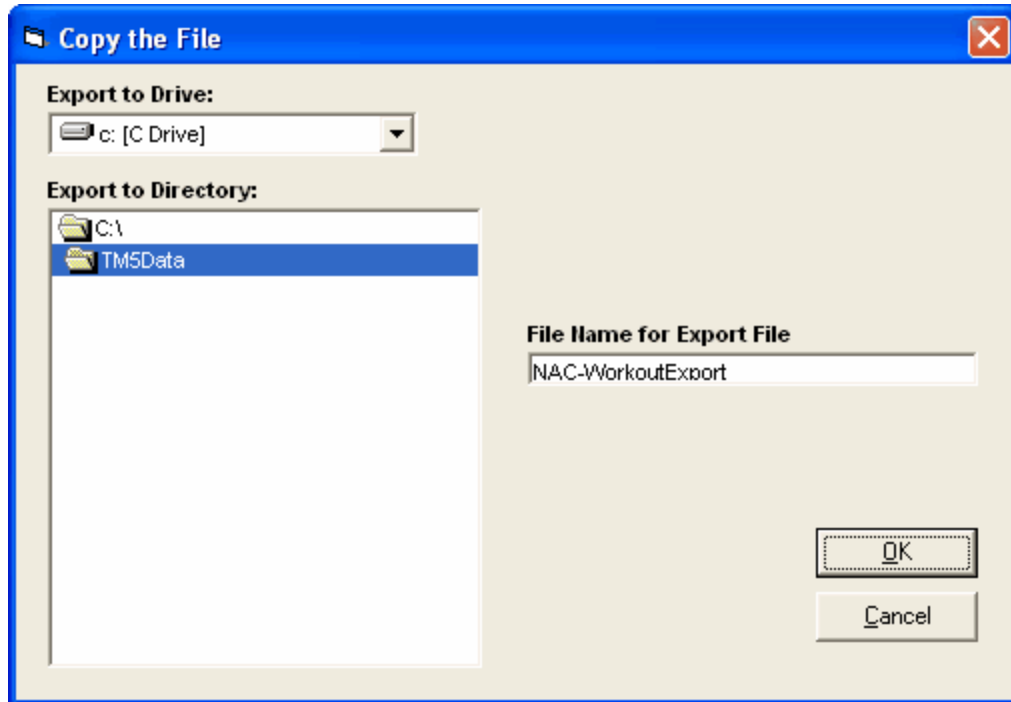 Copy the File
Export to Drive:
c: [C Drive]
Export to Directory:
C:\
TM5Data
File Name for Export File
NAC-WorkoutExport
OK
Cancel